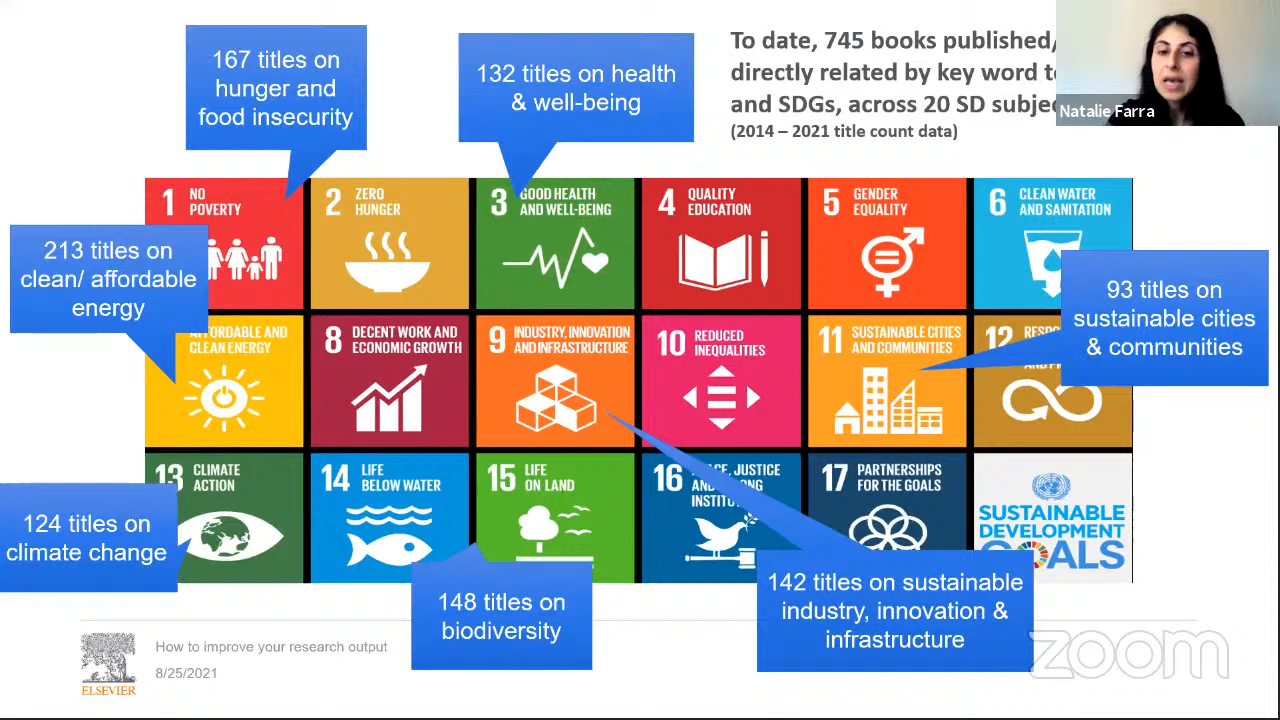 167 titles on
hunger and
food insecurity
132 titles on health
& well-being
To date, 745 books published/
directly related by key word
and SDGs, across 20 SD
(2014 – 2021 title count data)
Natalie Farra
1 NO
POVERTY
2 ZERO
HUNGER
3 GOOD HEALTH
AND WELL-BEING
4 QUALITY
EDUCATION
5 GENDER
EQUALITY
6 CLEAN WATER
AND SANITATION
213 titles on
clean/ affordable
energy
93 titles on
sustainable cities
& communities
AFFORDABLE AND
CLEAN ENERGY
8 DECENT WORK AND
ECONOMIC GROWTH
9 INDUSTRY, INNOVATION
AND INFRASTRUCTURE
10 REDUCED
INEQUALITIES
11 SUSTAINABLE CITIES
AND COMMUNITIES
12
13 CLIMATE
ACTION
14 LIFE
BELOW WATER
15 LIFE
ON LAND
16 JUSTICE
AND
17 PARTNERSHIPS
FOR THE GOALS
SUSTAINABLE
DEVELOPMENT
GOALS
124 titles on
climate change
148 titles on
biodiversity
142 titles on sustainable
industry, innovation &
infrastructure
How to improve your research output
8/25/2021
ELSEVIER
zoom